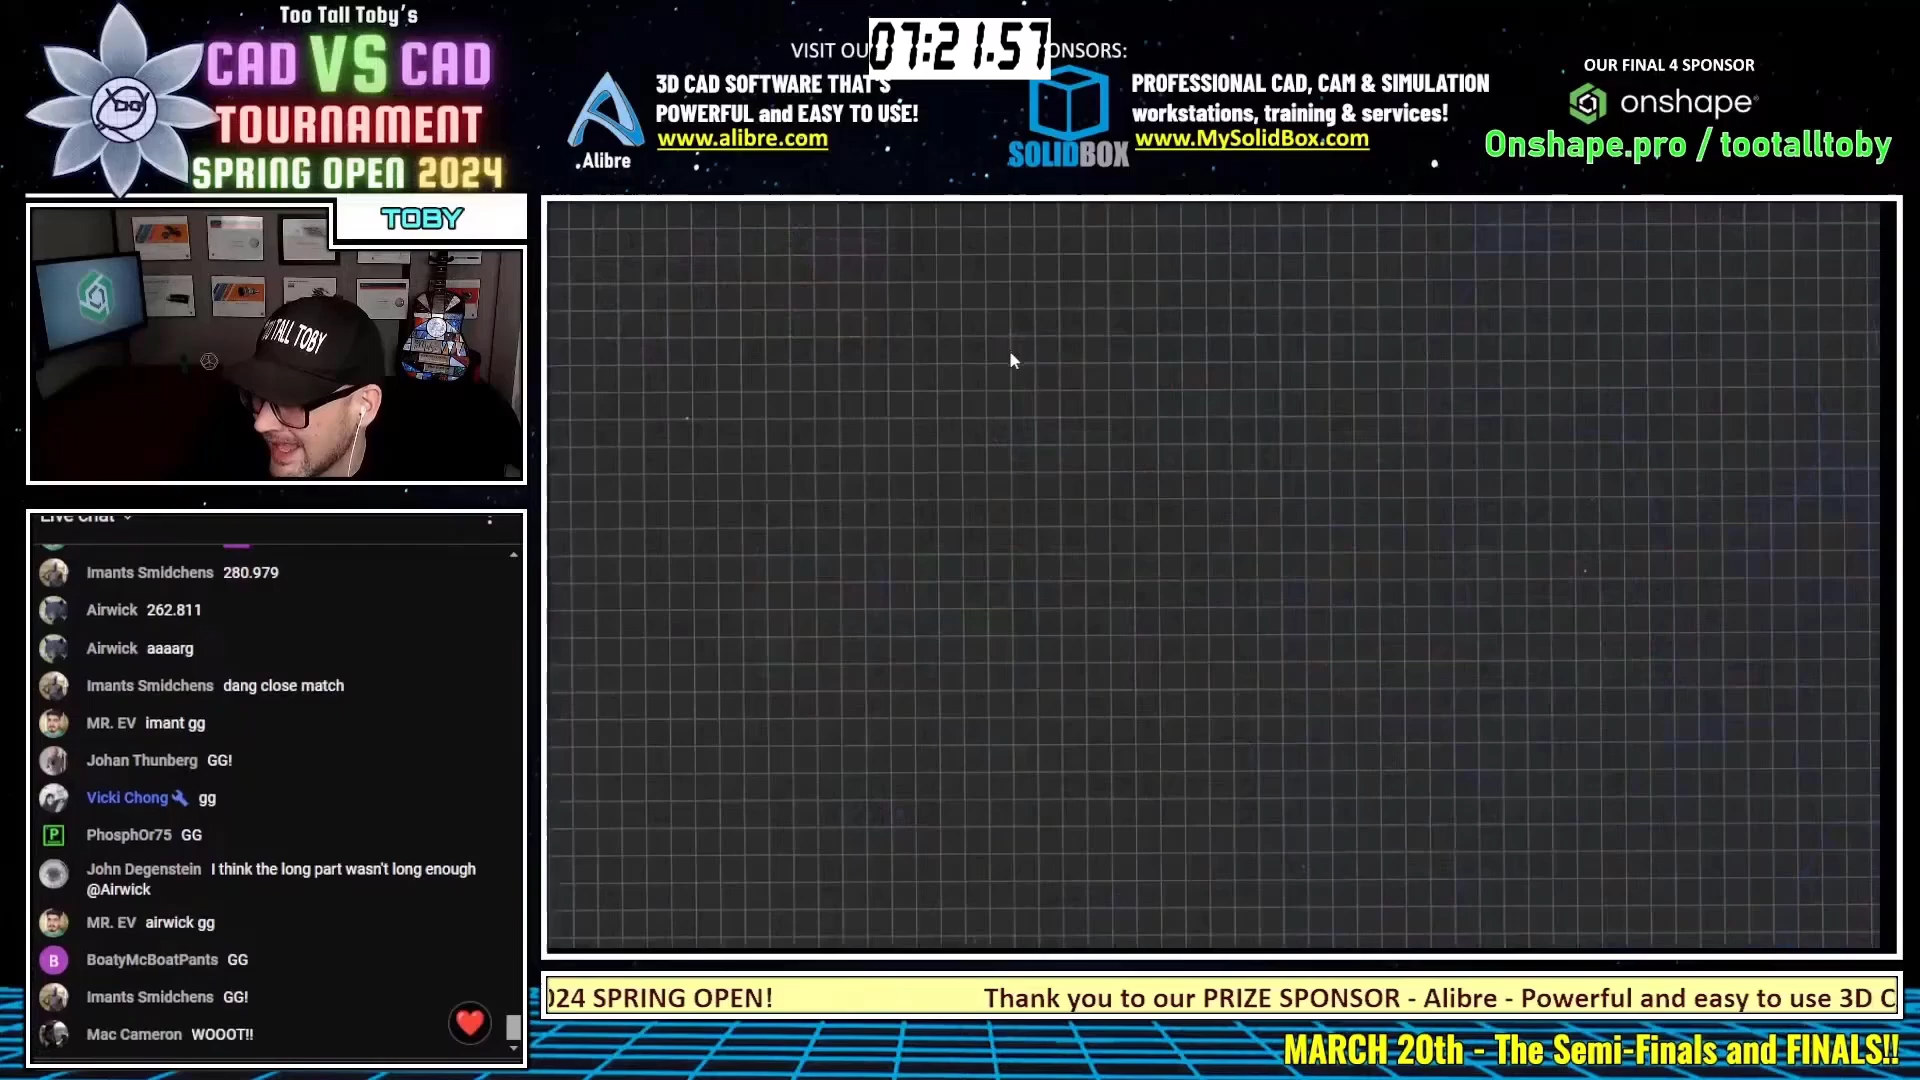 Too Tall Toby's
CAD VS CAD
TOURNAMENT
SPRING OPEN 2024
VISIT OU
07:21.57
ONSORS:
Alibre
3D CAD SOFTWARE THAT'S
POWERFUL and EASY TO USE!
www.alibre.com
SOLIDBOX
PROFESSIONAL CAD, CAM & SIMULATION
workstations, training & services!
www.MySolidBox.com
OUR FINAL 4 SPONSOR
onshape
Onshape.pro / tootalltoby
TOBY
TALL TOBY
Live chat
Imants Smidchens 280.979
Airwick 262.811
Airwick aaaarg
Imants Smidchens dang close match
MR. EV imant gg
Johan Thunberg GG!
Vicki Chong gg
P
PhosphOr75 GG
John Degenstein I think the long part wasn't long enough
@Airwick
MR. EV airwick gg
B
BoatyMcBoatPants GG
Imants Smidchens GG!
Mac Cameron WOOOT!!
024 SPRING OPEN! Thank you to our PRIZE SPONSOR - Alibre - Powerful and easy to use 3D C
MARCH 20th - The Semi-Finals and FINALS!!